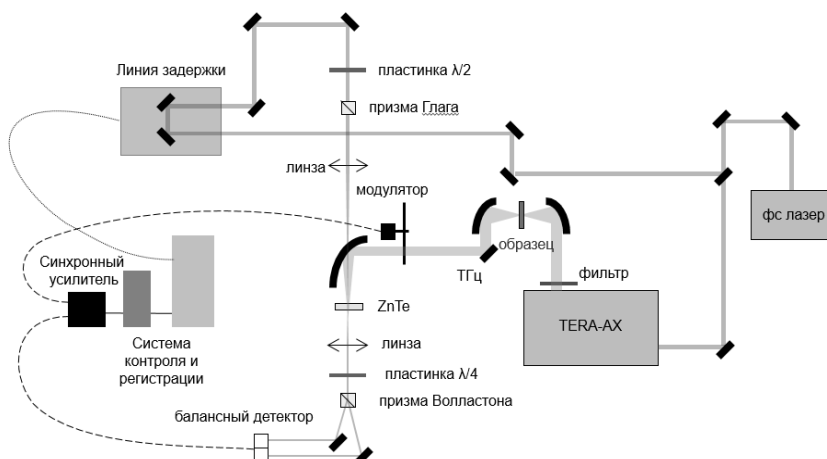 Линия задержки
пластинка λ/2
призма Глага
линза
модулятор
фс лазер
образец
ТГц
фильтр
Синхронный
усилитель
ZnTe
TERA-AX
линза
Система
контроля и
регистрации
пластинка λ/4
призма Волластона
балансный детектор